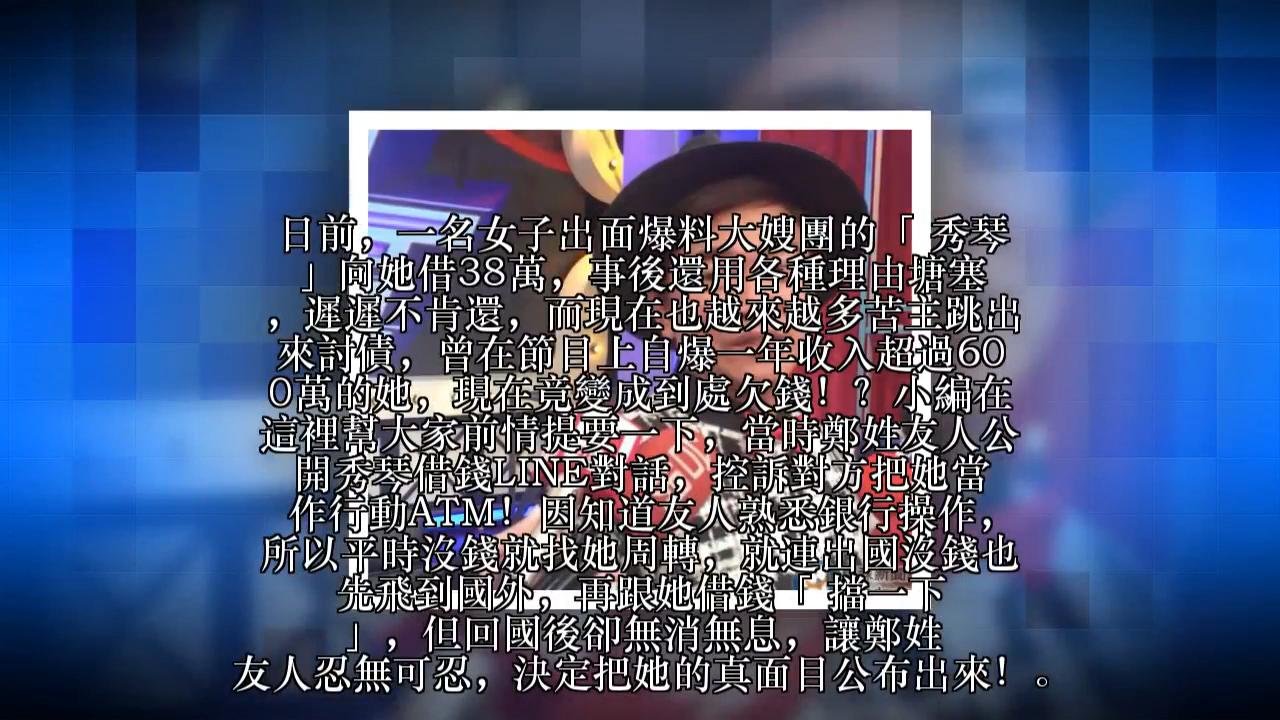 日前，一名女子出面爆料大嫂團的「 秀琴
」向她借38萬，事後還用各種理由搪塞
，遲遲不肯還，而現在也越來越多苦主跳出
來討債，曾在節目上自爆一年收入超過60
0萬的她，現在竟變成到處欠錢！？小編在
這裡幫大家前情提要一下，當時鄭姓友人公
開秀琴借錢LINE對話，控訴對方把她當
作行動ATM！因知道友人熟悉銀行操作，
所以平時沒錢就找她周轉，就連出國沒錢也
先飛到國外，再跟她借錢「 擋一下
」，但回國後卻無消無息，讓鄭姓
友人忍無可忍，決定把她的真面目公布出來！。